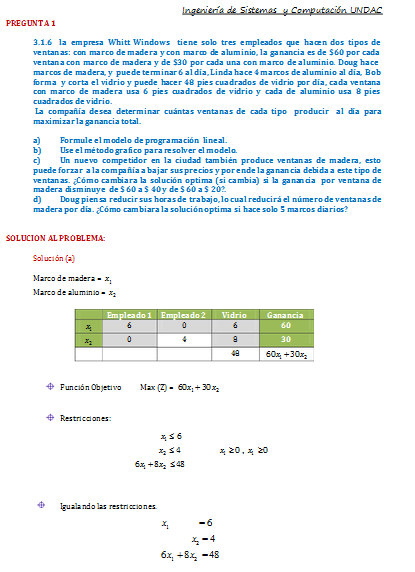 Ingeniería de Sistemas y Computación UNDAC
PREGUNTA 1
3.1.6 la empresa Whitt Windows tiene solo tres empleados que hacen dos tipos de
ventanas: con marco de madera y con marco de aluminio, la ganancia es de $60 por cada
ventana con marco de madera y de $30 por cada una con marco de aluminio. Doug hace
marcos de madera, y puede terminar 6 al día, Linda hace 4 marcos de aluminio al día, Bob
forma y corta el vidrio y puede hacer 48 pies cuadrados de vidrio por día, cada ventana
con marco de madera usa 6 pies cuadrados de vidrio y cada de aluminio usa 8 pies
cuadrados de vidrio.
La compañía desea determinar cuántas ventanas de cada tipo producir al día para
maximizar la ganancia total.
a) Formule el modelo de programación lineal.
b) Use el método grafico para resolver el modelo.
c) Un nuevo competidor en la ciudad también produce ventanas de madera, esto
puede forzar a la compañía a bajar sus precios y por ende la ganancia debida a este tipo de
ventanas. ¿Cómo cambiara la solución optima (si cambia) si la ganancia por ventana de
madera disminuye de $ 60 a $ 40 y de $ 60 a $ 20?.
d) Doug piensa reducir sus horas de trabajo, lo cual reducirá el número de ventanas de
madera por día. ¿Cómo cambiara la solución optima si hace solo 5 marcos diarios?
SOLUCION AL PROBLEMA:
Solución (a)
Marco de madera = x₁
Marco de aluminio = x₂
Empleado 1 Empleado 2 Vidrio Ganancia
x₁ 6 0 6 60
x₂ 0 4 8 30
48 60x₁ +30x₂
Función Objetivo Max (Z) = 60x₁ + 30x₂
Restricciones:
x₁ ≤ 6
x₂ ≤ 4 x₁ ≥0 , x₁ ≥0
6x₁ +8x₂ ≤48
Igualando las restricciones.
x₁ = 6
x₂ = 4
6x₁ +8x₂ =48